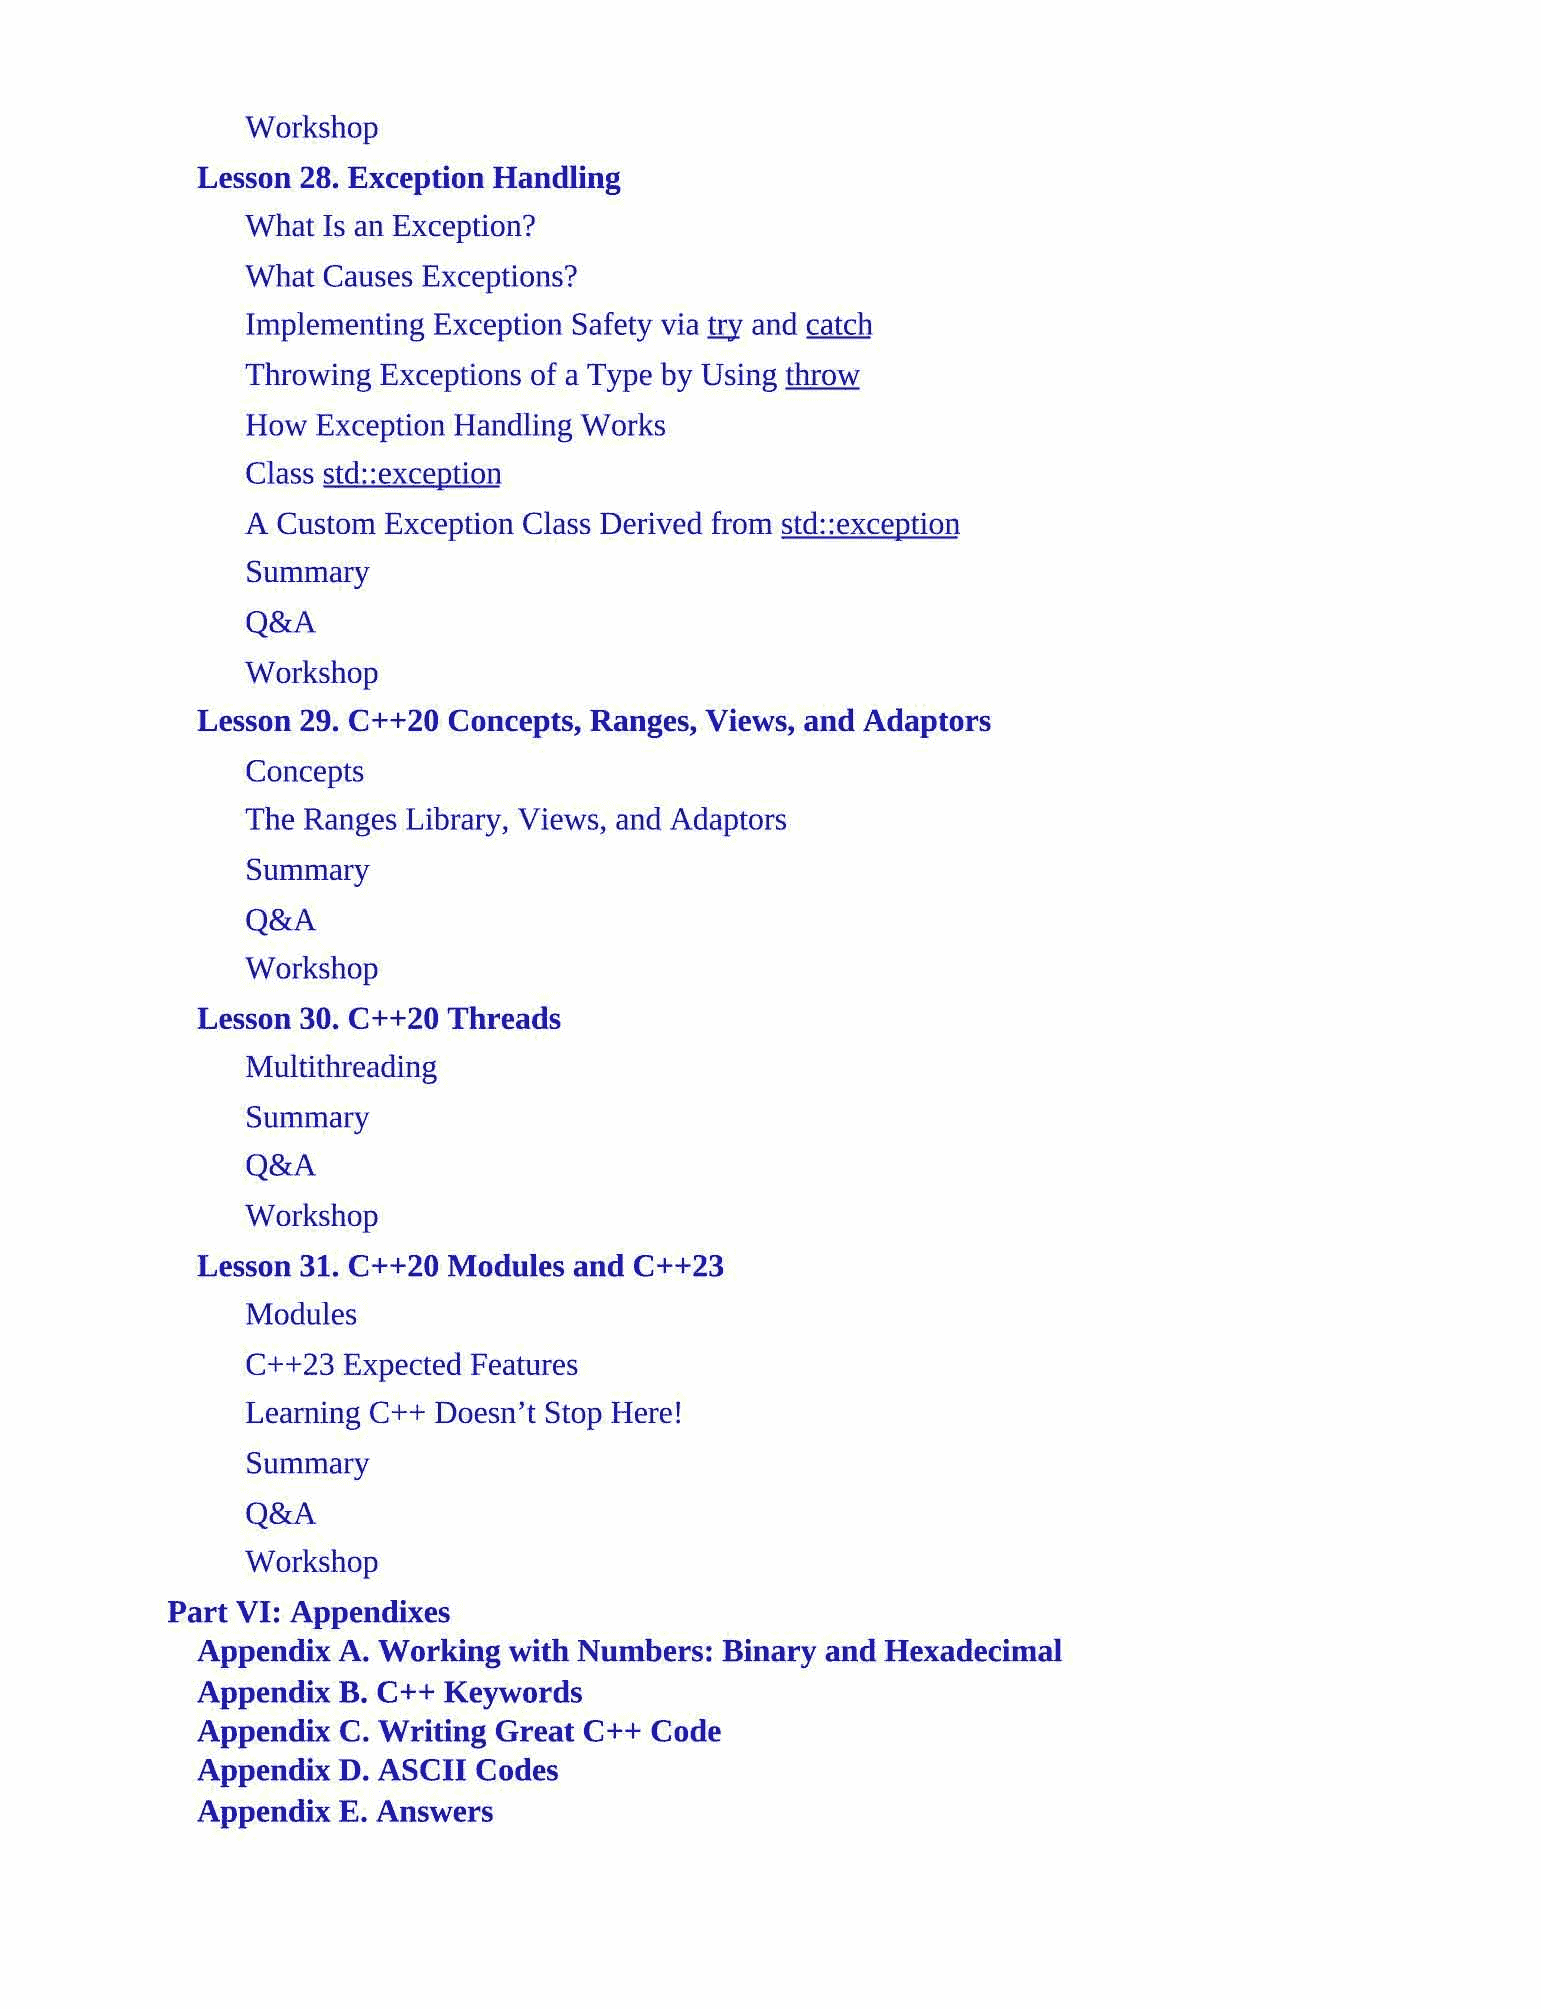 Workshop
Lesson 28. Exception Handling
What Is an Exception?
What Causes Exceptions?
Implementing Exception Safety via try and catch
Throwing Exceptions of a Type by Using throw
How Exception Handling Works
Class std::exception
A Custom Exception Class Derived from std::exception
Summary
Q&A
Workshop
Lesson 29. C++20 Concepts, Ranges, Views, and Adaptors
Concepts
The Ranges Library, Views, and Adaptors
Summary
Q&A
Workshop
Lesson 30. C++20 Threads
Multithreading
Summary
Q&A
Workshop
Lesson 31. C++20 Modules and C++23
Modules
C++23 Expected Features
Learning C++ Doesn’t Stop Here!
Summary
Q&A
Workshop
Part VI: Appendixes
Appendix A. Working with Numbers: Binary and Hexadecimal
Appendix B. C++ Keywords
Appendix C. Writing Great C++ Code
Appendix D. ASCII Codes
Appendix E. Answers